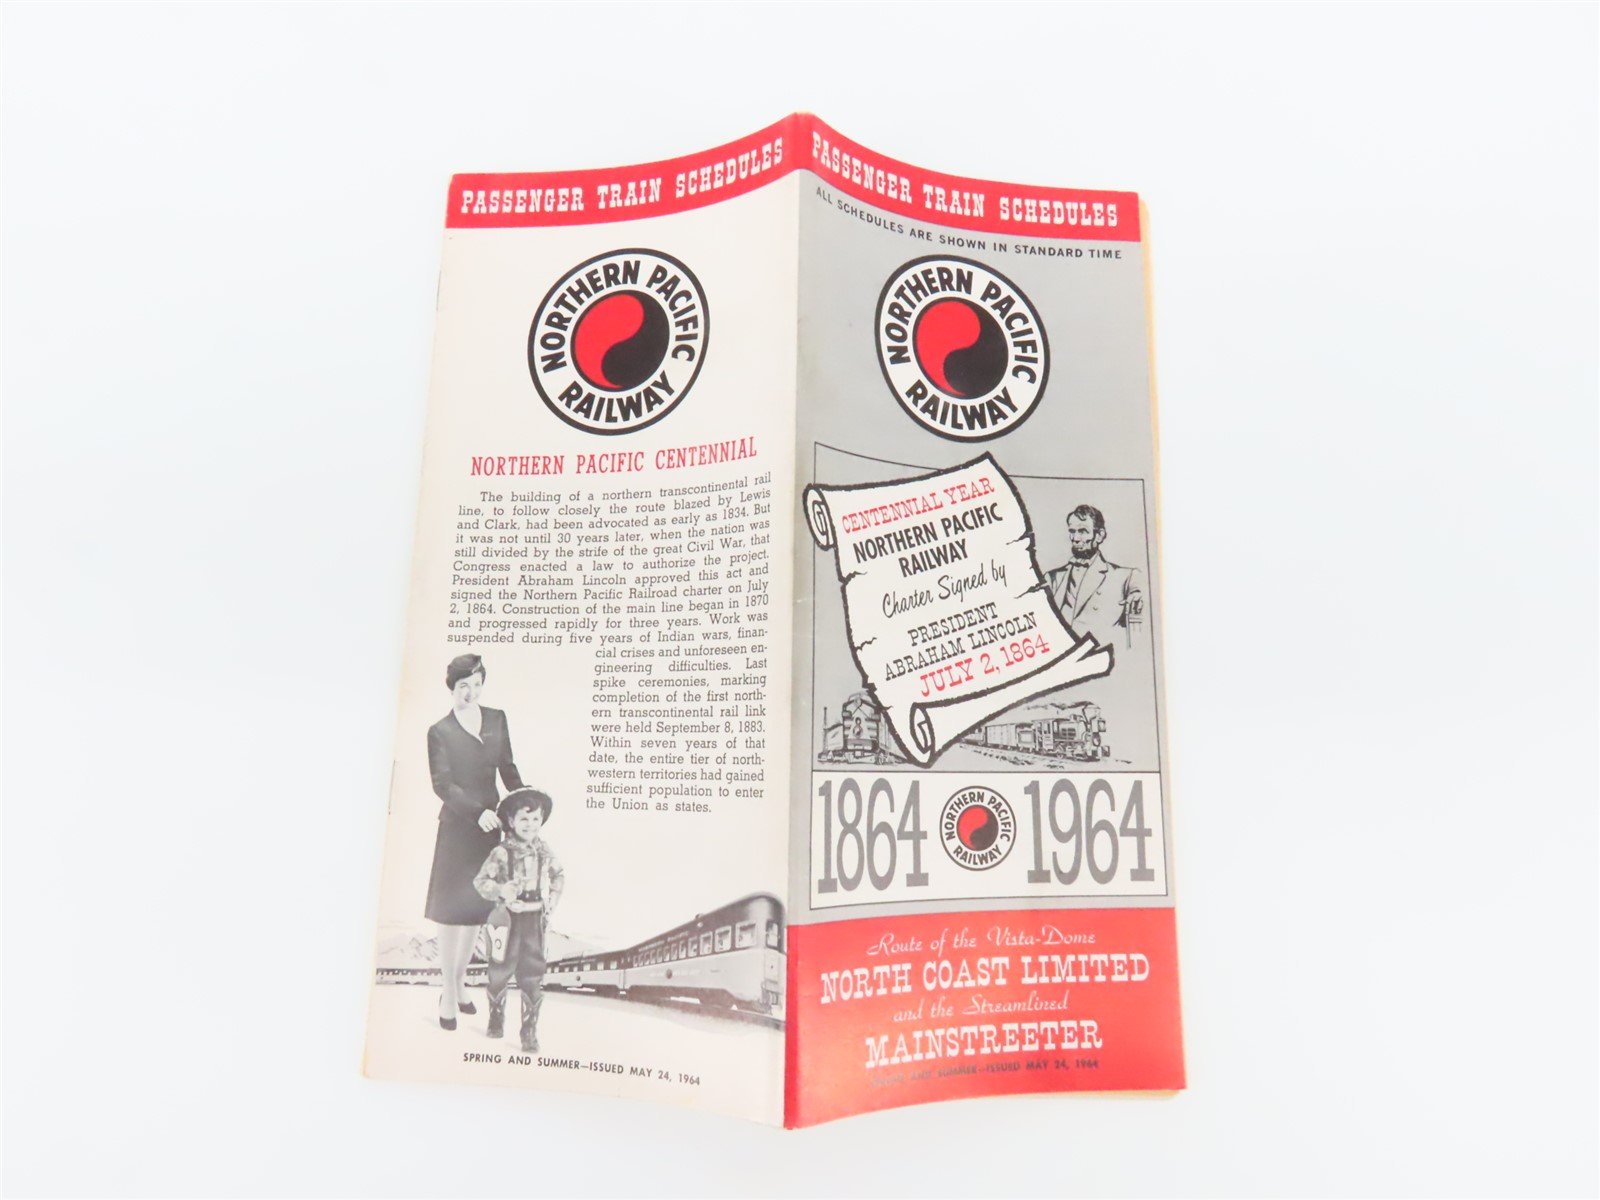 PASSENGER TRAIN SCHEDULES
NORTHERN PACIFIC
RAILWAY
NORTHERN PACIFIC CENTENNIAL
The building of a northern transcontinental rail
line, to follow closely the route blazed by Lewis
and Clark, had been advocated as early as 1834. But
it was not until 30 years later, when the nation was
still divided by the strife of the great Civil War, that
Congress enacted a law to authorize the project.
President Abraham Lincoln approved this act and
signed the Northern Pacific Railroad charter on July
2, 1864. Construction of the main line began in 1870
and progressed rapidly for three years. Work was
suspended during five years of Indian wars, finan-
cial crises and unforeseen en-
gineering difficulties. Last
spike ceremonies, marking
completion of the first north-
ern transcontinental rail link
were held September 8, 1883.
Within seven years of that
date, the entire tier of north-
western territories had gained
sufficient population to enter
the Union as states.
NORTHERN PACIFIC
SPRING AND SUMMER—ISSUED MAY 24, 1964
PASSENGER TRAIN SCHEDULES
ALL SCHEDULES ARE SHOWN IN STANDARD TIME
NORTHERN PACIFIC
RAILWAY
CENTENNIAL YEAR
NORTHERN PACIFIC
RAILWAY
Charter Signed by
PRESIDENT
ABRAHAM LINCOLN
JULY 2, 1864
1864
NORTHERN PACIFIC
RAILWAY
1964
Route of the Vista-Dome
NORTH COAST LIMITED
and the Streamlined
MAINSTREETER
SPRING AND SUMMER—ISSUED MAY 24, 1964